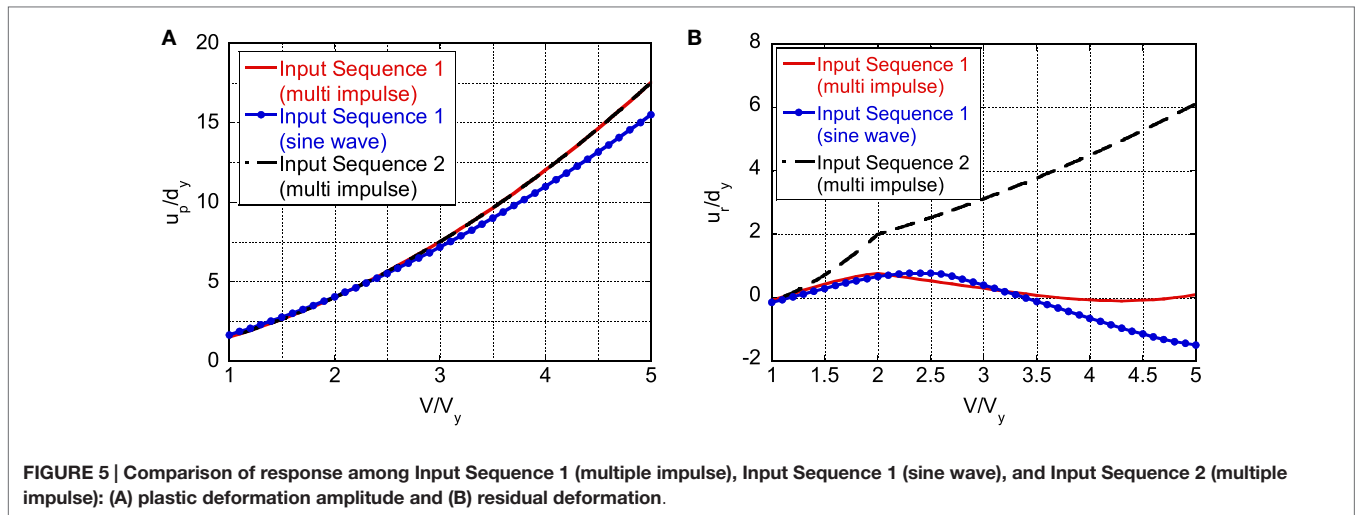 A
20
15
10
5
0
u_p/d_y
Input Sequence 1
(multi impulse)
Input Sequence 1
(sine wave)
Input Sequence 2
(multi impulse)
1 2 3 4 5
V/V_y
B
8
6
4
2
0
-2
u_r/d_y
Input Sequence 1
(multi impulse)
Input Sequence 1
(sine wave)
Input Sequence 2
(multi impulse)
1 1.5 2 2.5 3 3.5 4 4.5 5
V/V_y
FIGURE 5 | Comparison of response among Input Sequence 1 (multiple impulse), Input Sequence 1 (sine wave), and Input Sequence 2 (multiple
impulse): (A) plastic deformation amplitude and (B) residual deformation.